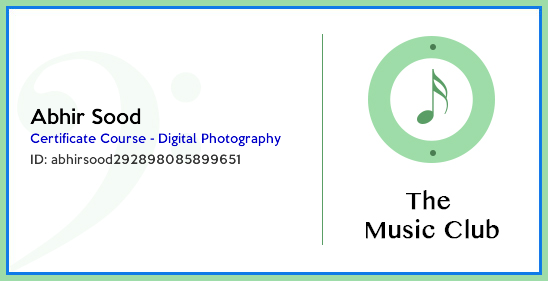 Abhir Sood
Certificate Course - Digital Photography
ID: abhirsood292898085899651
The
Music Club